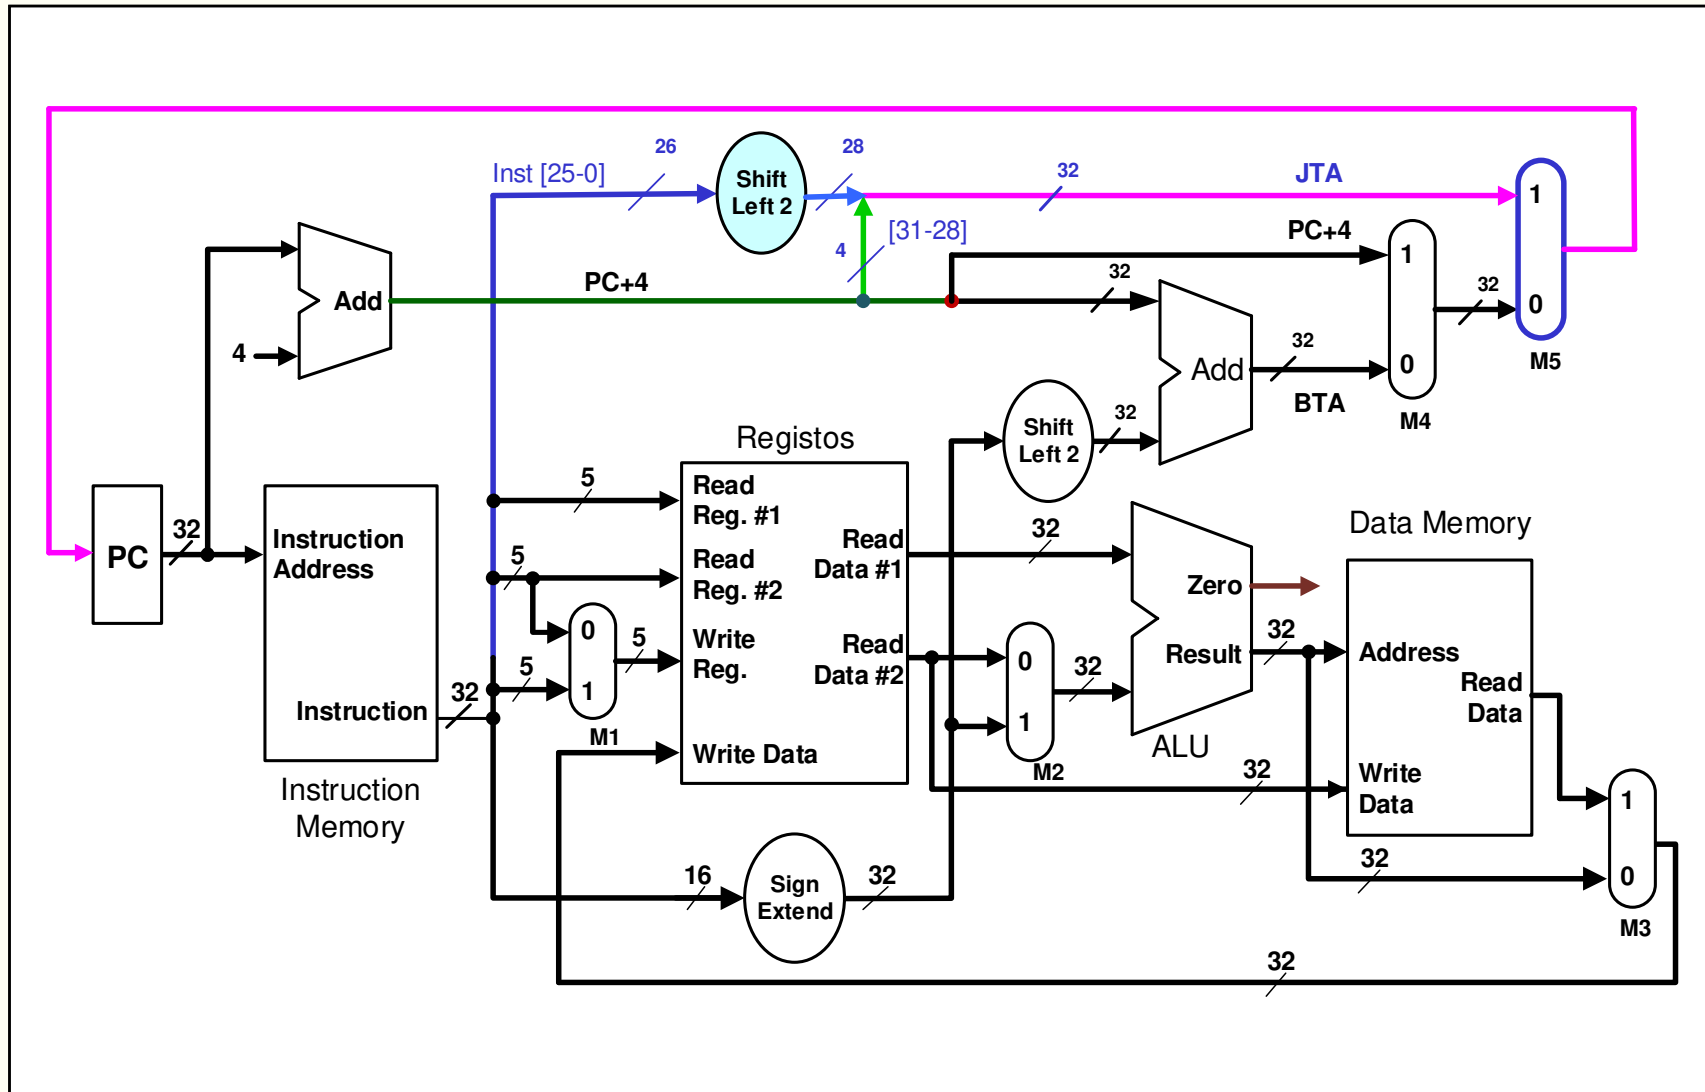 26
28
32
JTA
Inst [25-0]
Shift
Left 2
1
4
[31-28]
PC+4
1
PC+4
32
Add
32
0
4
32
M5
Add
0
BTA
M4
32
Shift
Left 2
Registos
5
Read
Reg. #1
32
Data Memory
32
PC
Instruction
Address
5
Read
Reg. #2
Read
Data #1
Zero
0
5
Write
Reg.
Read
Data #2
0
32
Result
32
Address
5
1
32
Read
Data
Instruction
M1
1
ALU
Write Data
M2
32
Write
Data
1
Instruction
Memory
32
0
16
Sign
Extend
32
M3
32